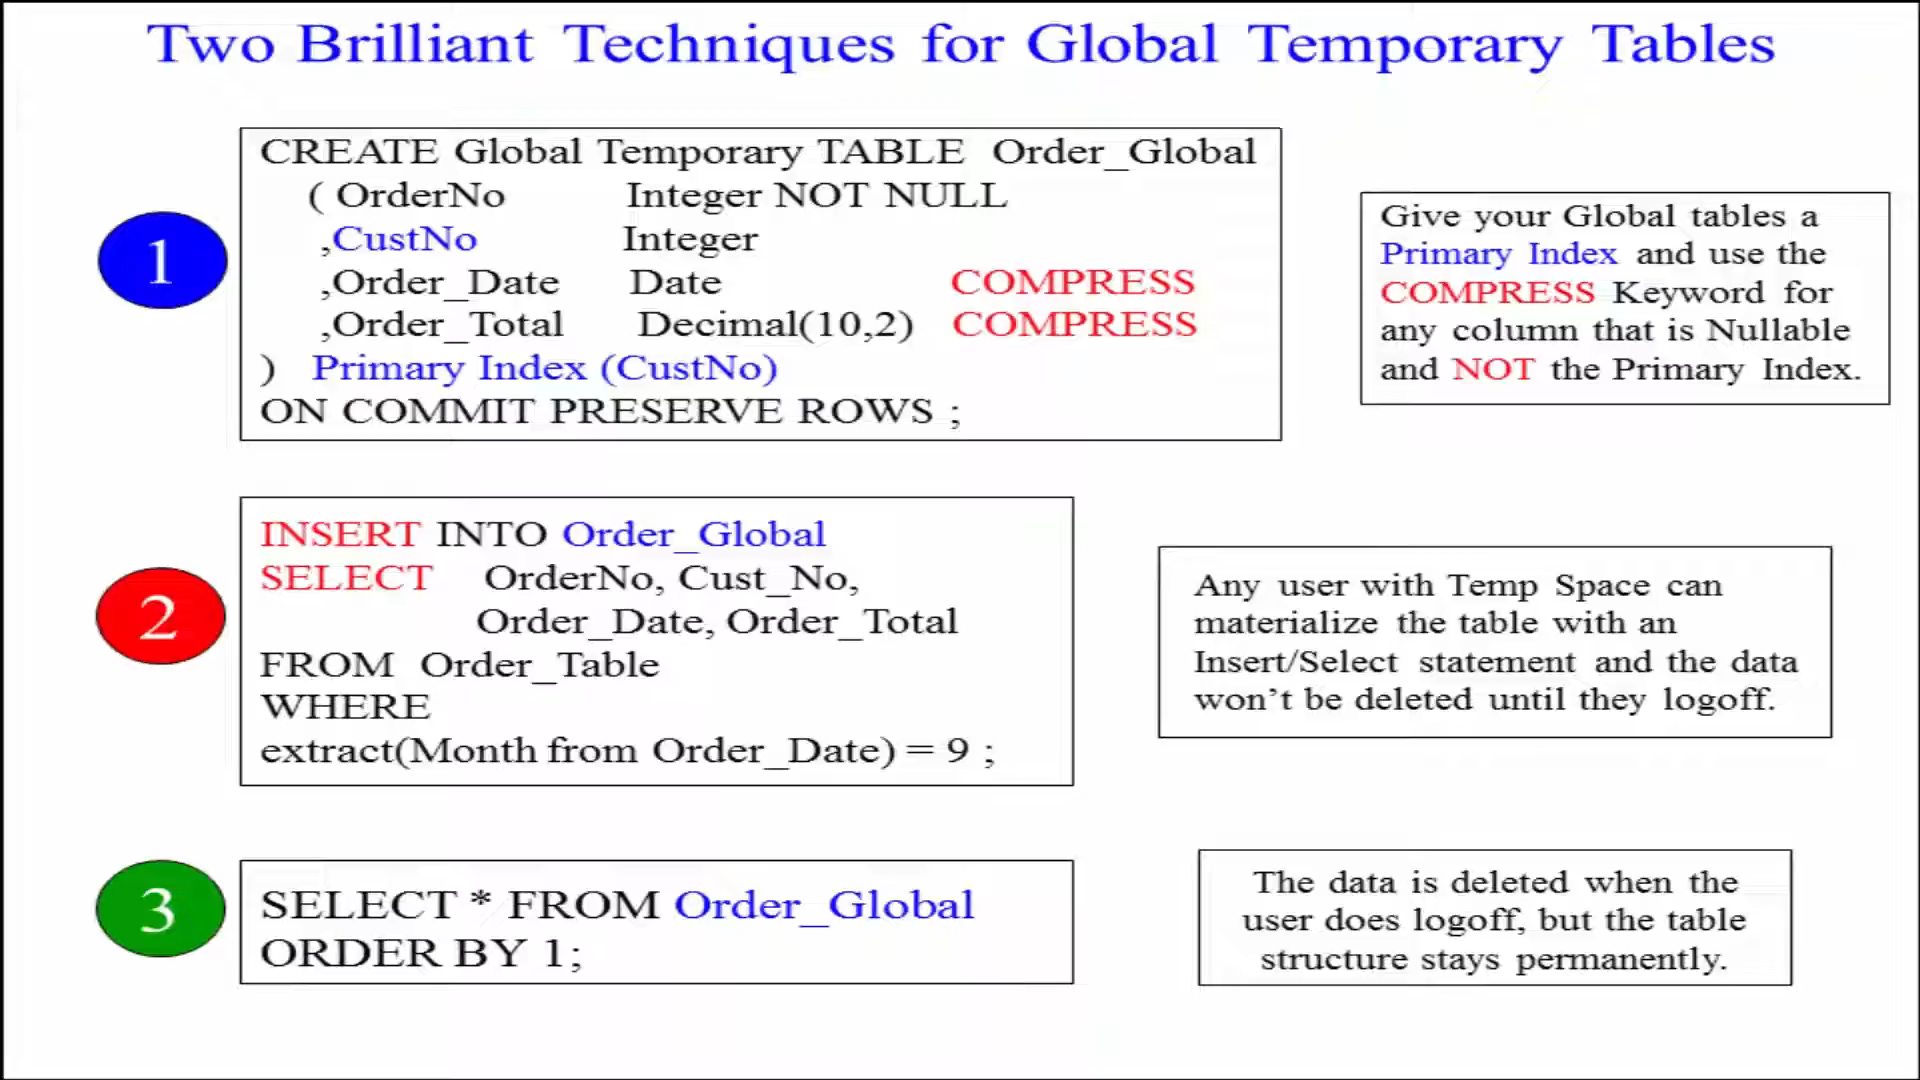 Two Brilliant Techniques for Global Temporary Tables
1
CREATE Global Temporary TABLE Order_Global
( OrderNo Integer NOT NULL
,CustNo Integer
,Order_Date Date COMPRESS
,Order_Total Decimal(10,2) COMPRESS
) Primary Index (CustNo)
ON COMMIT PRESERVE ROWS ;
Give your Global tables a
Primary Index and use the
COMPRESS Keyword for
any column that is Nullable
and NOT the Primary Index.
2
INSERT INTO Order_Global
SELECT OrderNo, Cust_No,
Order_Date, Order_Total
FROM Order_Table
WHERE
extract(Month from Order_Date) = 9 ;
Any user with Temp Space can
materialize the table with an
Insert/Select statement and the data
won't be deleted until they logoff.
3
SELECT * FROM Order_Global
ORDER BY 1;
The data is deleted when the
user does logoff, but the table
structure stays permanently.